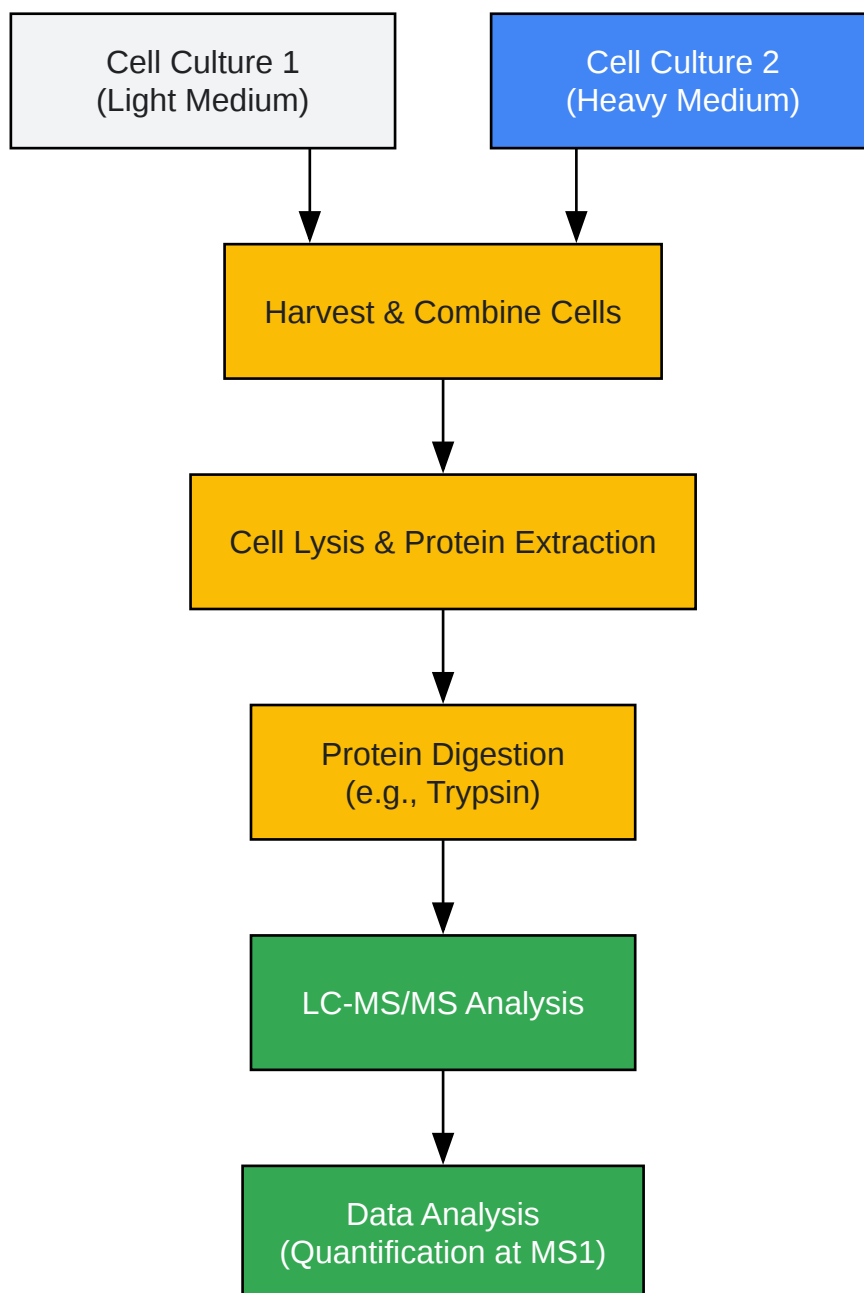 Cell Culture 1
(Light Medium)
Cell Culture 2
(Heavy Medium)
Harvest & Combine Cells
Cell Lysis & Protein Extraction
Protein Digestion
(e.g., Trypsin)
LC-MS/MS Analysis
Data Analysis
(Quantification at MS1)